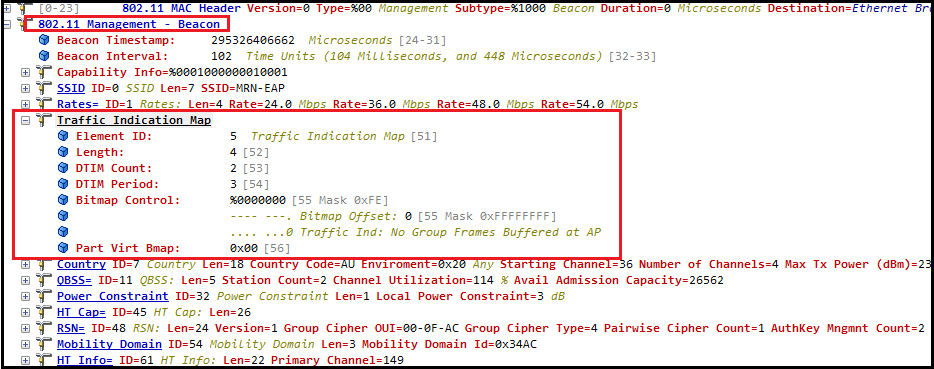 [0-23] 802.11 MAC Header Version=0 Type=%00 Management Subtype=%1000 Beacon Duration=0 Microseconds Destination=Ethernet Bro
802.11 Management - Beacon
Beacon Timestamp: 295326406662 Microseconds [24-31]
Beacon Interval: 102 Time Units (104 Milliseconds, and 448 Microseconds) [32-33]
Capability Info=%0001000000010001
SSID ID=0 SSID Len=7 SSID=MRN-EAP
Rates= ID=1 Rates: Len=4 Rate=24.0 Mbps Rate=36.0 Mbps Rate=48.0 Mbps Rate=54.0 Mbps
Traffic Indication Map
Element ID: 5 Traffic Indication Map [51]
Length: 4 [52]
DTIM Count: 2 [53]
DTIM Period: 3 [54]
Bitmap Control: %0000000 [55 Mask 0xFE]
---- ---. Bitmap Offset: 0 [55 Mask 0xFFFFFFFF]
.... ...0 Traffic Ind: No Group Frames Buffered at AP
Part Virt Bmap: 0x00 [56]
Country ID=7 Country Len=18 Country Code=AU Enviroment=0x20 Any Starting Channel=36 Number of Channels=4 Max Tx Power (dBm)=23
QBSS= ID=11 QBSS: Len=5 Station Count=2 Channel Utilization=114 % Avail Admission Capacity=26562
Power Constraint ID=32 Power Constraint Len=1 Local Power Constraint=3 dB
HT Cap= ID=45 HT Cap: Len=26
RSN= ID=48 RSN: Len=24 Version=1 Group Cipher OUI=00-0F-AC Group Cipher Type=4 Pairwise Cipher Count=1 AuthKey Mngmnt Count=2
Mobility Domain ID=54 Mobility Domain Len=3 Mobility Domain Id=0x34AC
HT Info= ID=61 HT Info: Len=22 Primary Channel=149